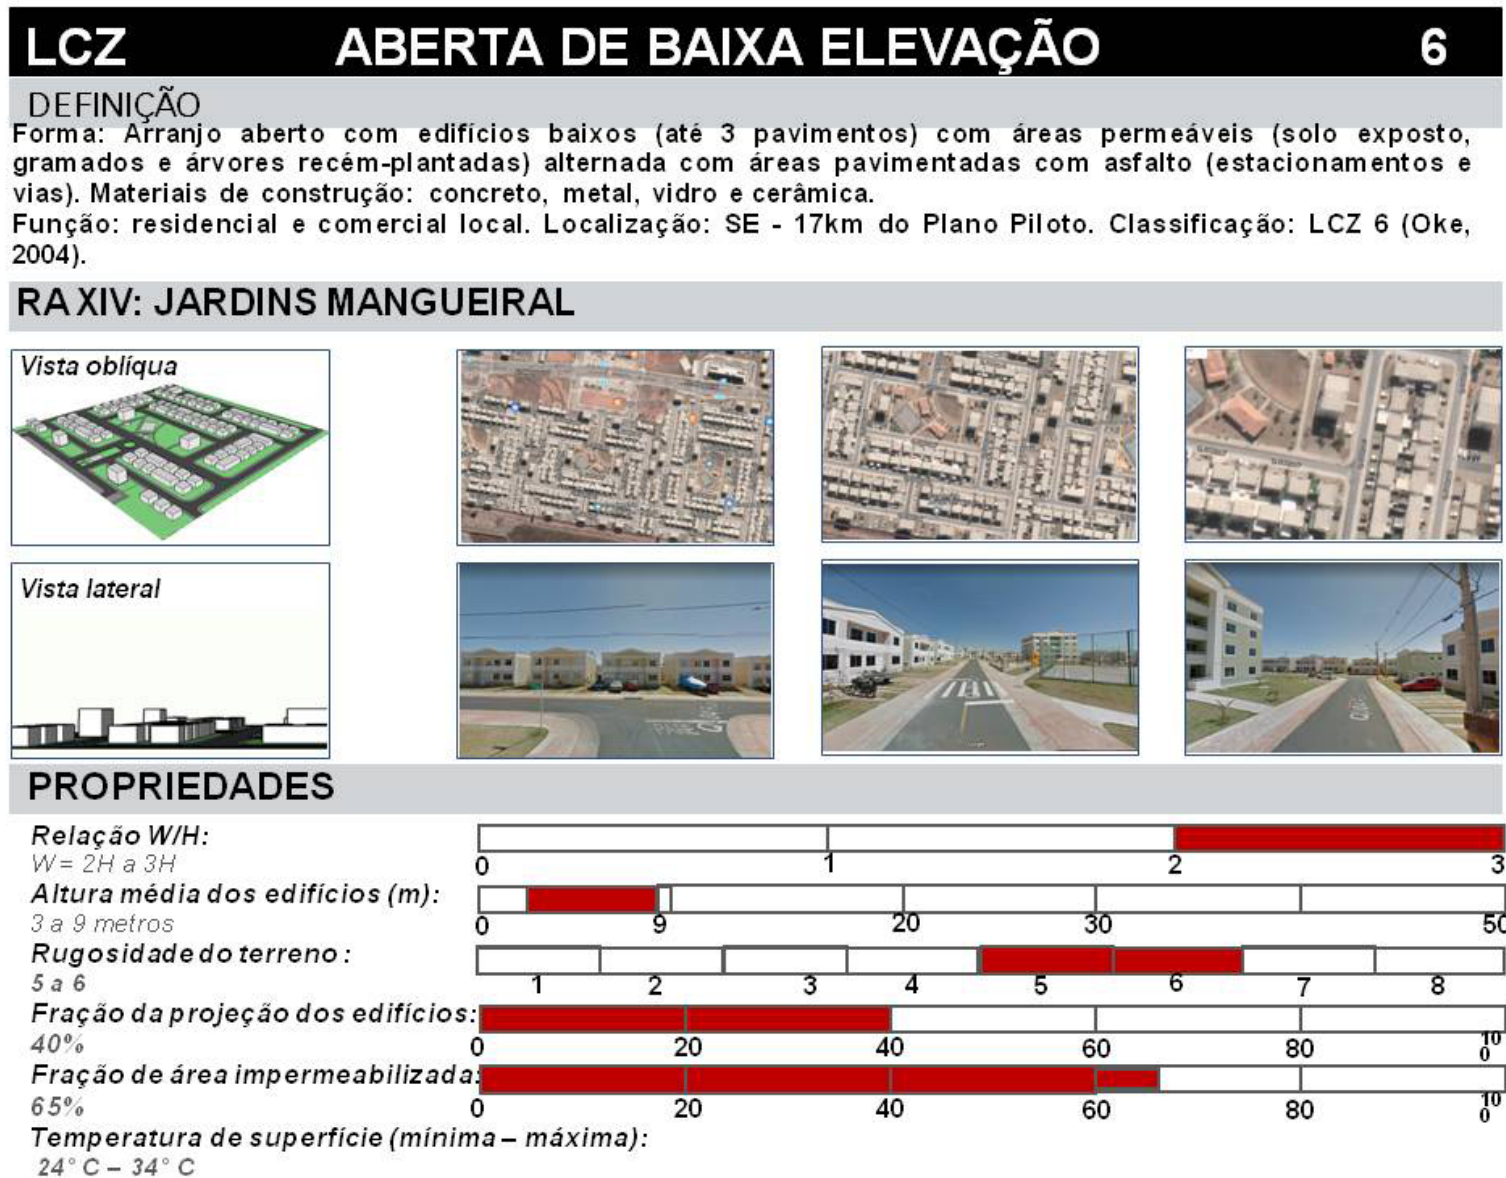 LCZ ABERTA DE BAIXA ELEVAÇÃO 6
DEFINIÇÃO
Forma: Arranjo aberto com edifícios baixos (até 3 pavimentos) com áreas permeáveis (solo exposto,
gramados e árvores recém-plantadas) alternada com áreas pavimentadas com asfalto (estacionamentos e
vias). Materiais de construção: concreto, metal, vidro e cerâmica.
Função: residencial e comercial local. Localização: SE - 17km do Plano Piloto. Classificação: LCZ 6 (Oke,
2004).
RA XIV: JARDINS MANGUEIRAL
Vista oblíqua
Vista lateral
PROPRIEDADES
Relação W/H:
W= 2H a 3H
0 1 2 3
Altura média dos edifícios (m):
3 a 9 metros
0 9 20 30 50
Rugosidade do terreno :
5 a 6
1 2 3 4 5 6 7 8
Fração da projeção dos edifícios:
40%
0 20 40 60 80 100
Fração de área impermeabilizada:
65%
0 20 40 60 80 100
Temperatura de superfície (mínima – máxima):
24° C – 34° C